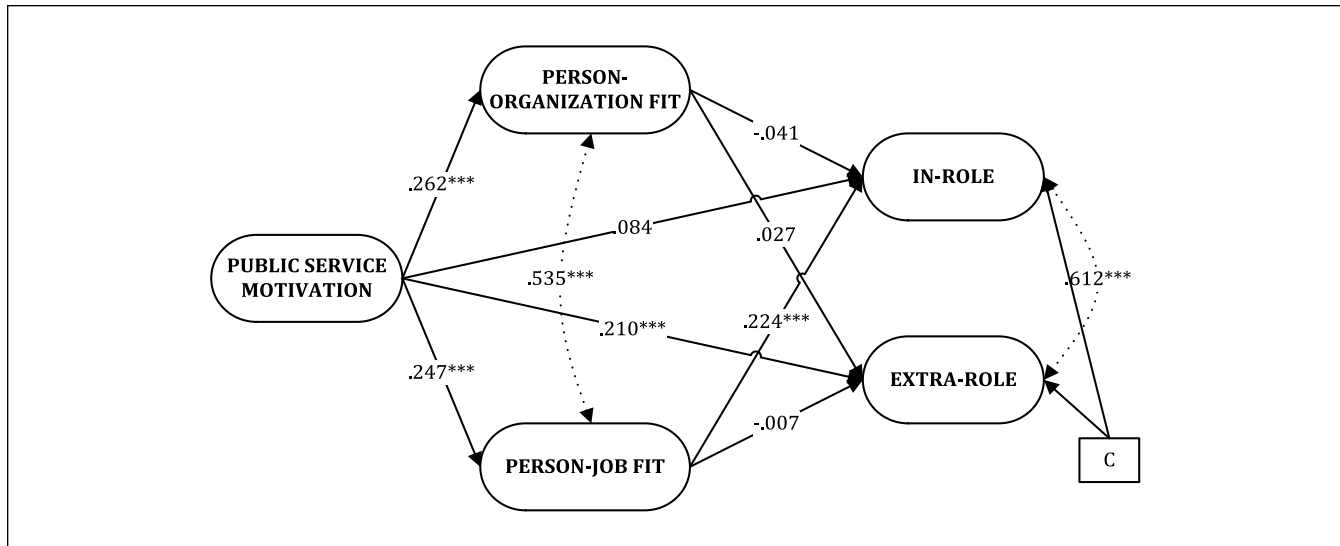 PERSON-
ORGANIZATION FIT
-.041
IN-ROLE
.262***
.084
.027
PUBLIC SERVICE
MOTIVATION
.535***
.612***
.210***
.224***
.247***
EXTRA-ROLE
-.007
PERSON-JOB FIT
C